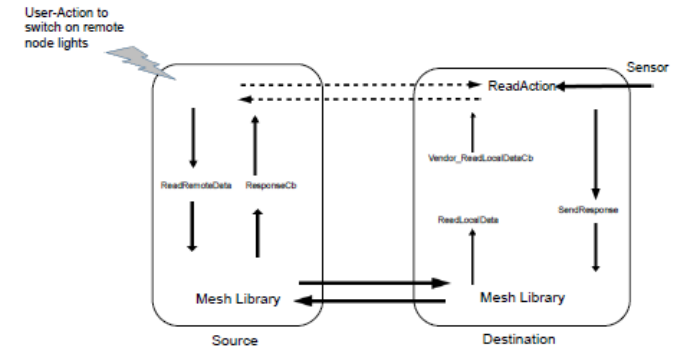 User-Action to
switch on remote
node lights
Sensor
ReadAction
Vendor_ReadLocalDataCb
ReadRemoteData
ResponseCb
SendResponse
ReadLocalData
Mesh Library
Mesh Library
Source
Destination